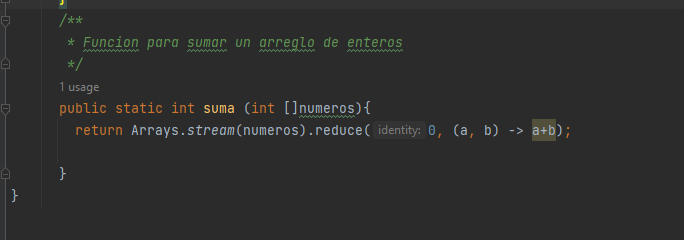 }
/**
* Funcion para sumar un arreglo de enteros
*/
1 usage
public static int suma (int []numeros){
return Arrays.stream(numeros).reduce( identity: 0, (a, b) -> a+b);
}
}